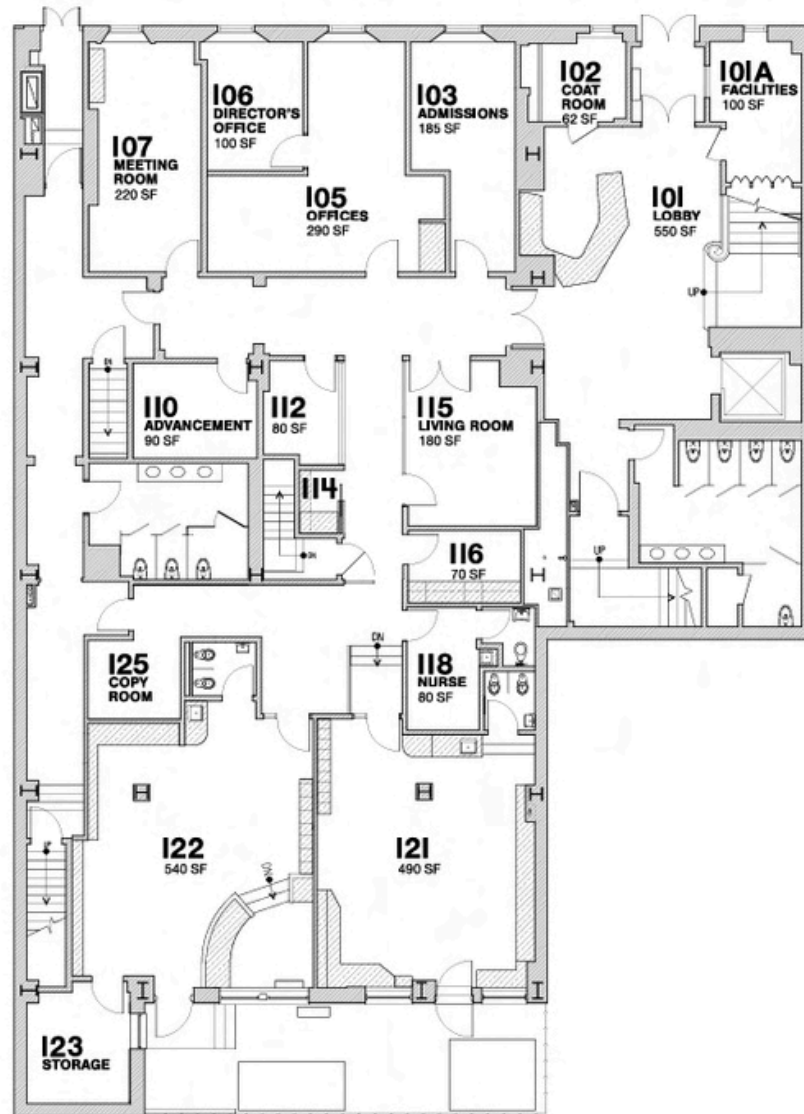 107
MEETING
ROOM
220 SF
106
DIRECTOR'S
OFFICE
100 SF
105
OFFICES
290 SF
103
ADMISSIONS
185 SF
102
COAT
ROOM
62 SF
101A
FACILITIES
100 SF
101
LOBBY
550 SF
UP
DN
110
ADVANCEMENT
90 SF
112
80 SF
115
LIVING ROOM
180 SF
114
DN
116
70 SF
UP
125
COPY
ROOM
DN
118
NURSE
80 SF
122
540 SF
DN
121
490 SF
UP
123
STORAGE